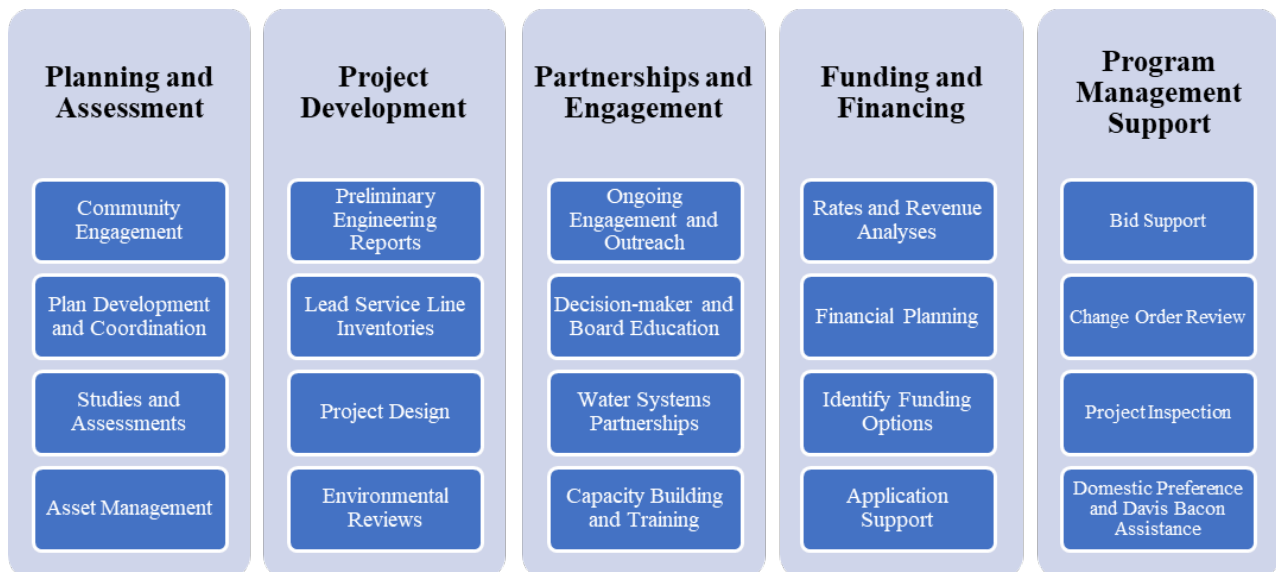 Planning and
Assessment
Community
Engagement
Plan Development
and Coordination
Studies and
Assessments
Asset Management
Project
Development
Preliminary
Engineering
Reports
Lead Service Line
Inventories
Project Design
Environmental
Reviews
Partnerships and
Engagement
Ongoing
Engagement and
Outreach
Decision-maker and
Board Education
Water Systems
Partnerships
Capacity Building
and Training
Funding and
Financing
Rates and Revenue
Analyses
Financial Planning
Identify Funding
Options
Application
Support
Program
Management
Support
Bid Support
Change Order Review
Project Inspection
Domestic Preference
and Davis Bacon
Assistance